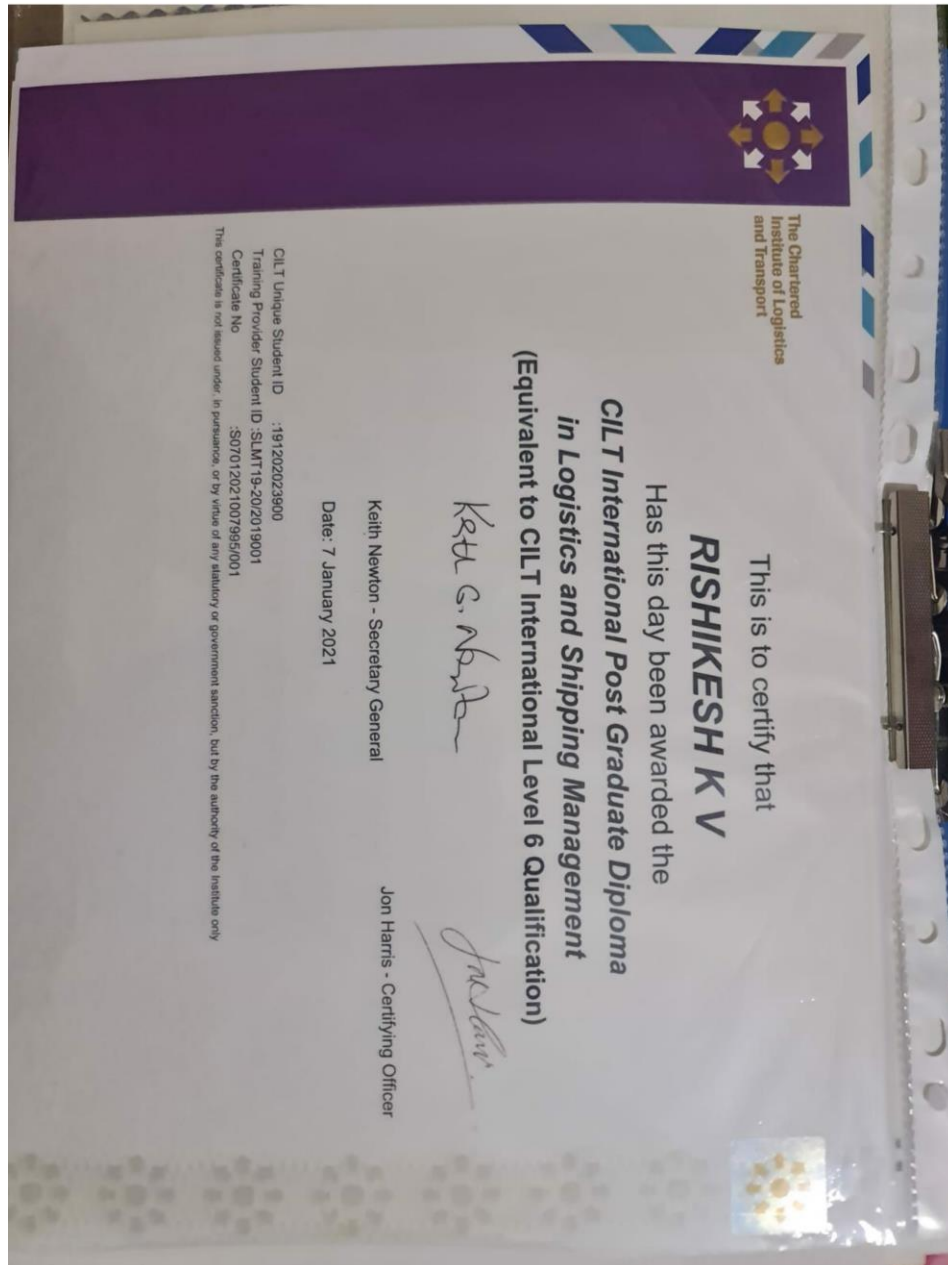 The Chartered
Institute of Logistics
and Transport
This is to certify that
RISHIKESH K V
Has this day been awarded the
CILT International Post Graduate Diploma
in Logistics and Shipping Management
(Equivalent to CILT International Level 6 Qualification)
Keith G. Newton
Keith Newton - Secretary General
Jon Harris - Certifying Officer
Date: 7 January 2021
CILT Unique Student ID :191202023900
Training Provider Student ID :SLMT19-20/2019001
Certificate No :S07012021007995/001
This certificate is not issued under, in pursuance, or by virtue of any statutory or government sanction, but by the authority of the Institute only